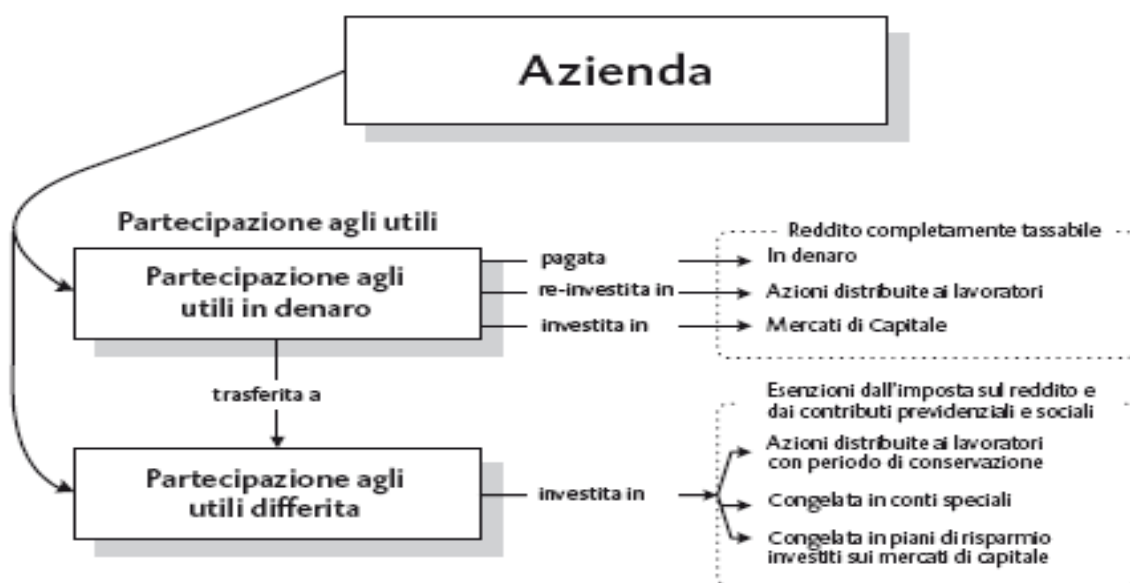 Azienda
Partecipazione agli utili
Partecipazione agli
utili in denaro
pagata
re-investita in
investita in
Reddito completamente tassabile
In denaro
Azioni distribuite ai lavoratori
Mercati di Capitale
trasferita a
Partecipazione agli
utili differita
investita in
Esenzioni dall'imposta sul reddito e
dai contributi previdenziali e sociali
Azioni distribuite ai lavoratori
con periodo di conservazione
Congelata in conti speciali
Congelata in piani di risparmio
investiti sui mercati di capitale